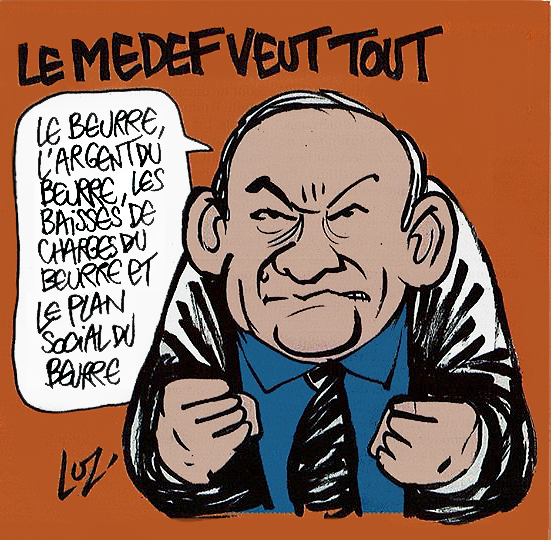 LE MEDEF VEUT TOUT
LE BEURRE,
L'ARGENT DU
BEURRE, LES
BAISSES DE
CHARGES DU
BEURRE ET
LE PLAN
SOCIAL DU
BEURRE
LUZ.